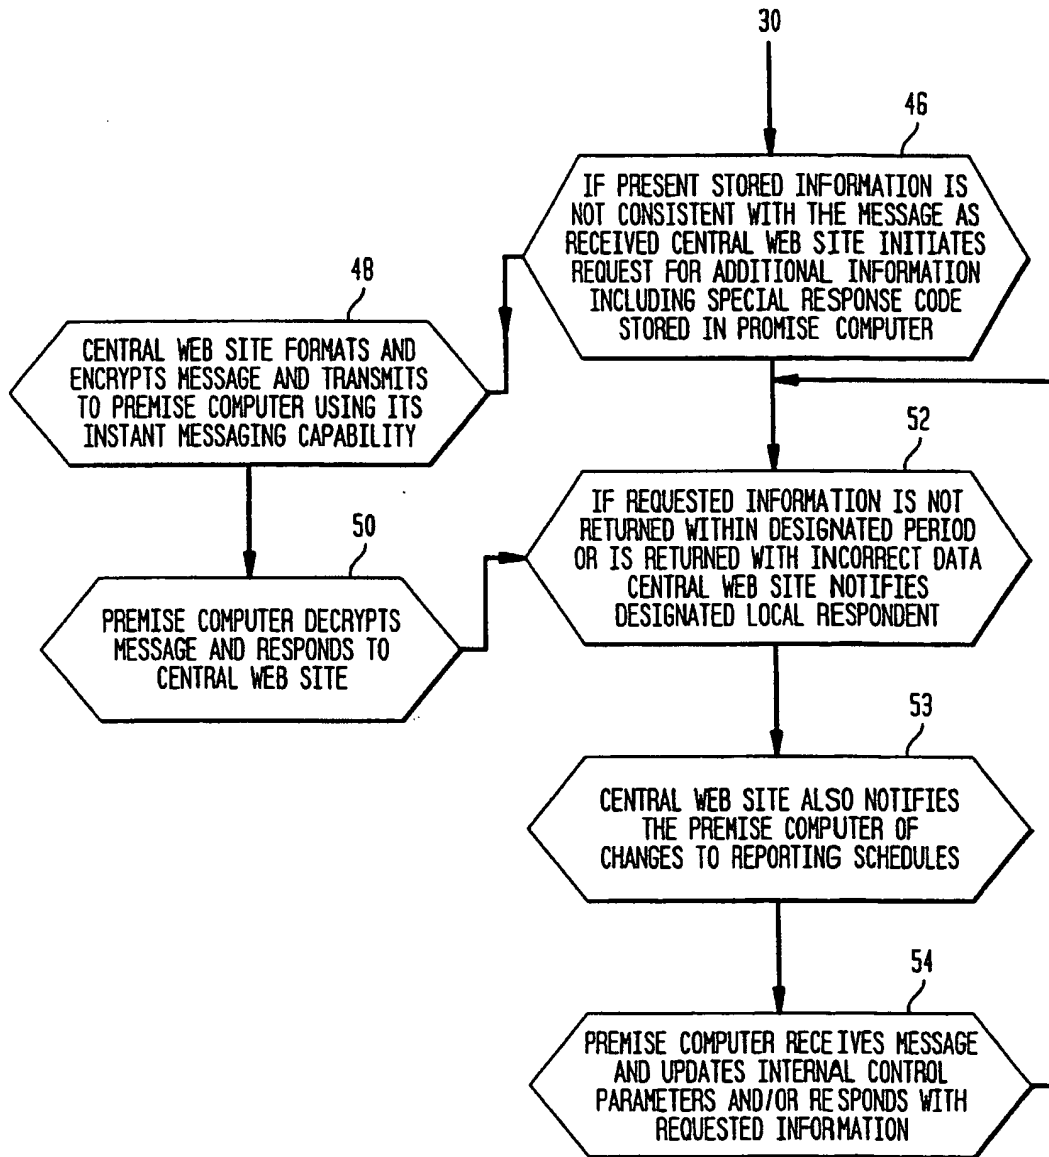 30
46
IF PRESENT STORED INFORMATION IS
NOT CONSISTENT WITH THE MESSAGE AS
RECEIVED CENTRAL WEB SITE INITIATES
REQUEST FOR ADDITIONAL INFORMATION
INCLUDING SPECIAL RESPONSE CODE
STORED IN PROMISE COMPUTER
48
CENTRAL WEB SITE FORMATS AND
ENCRYPTS MESSAGE AND TRANSMITS
TO PREMISE COMPUTER USING ITS
INSTANT MESSAGING CAPABILITY
50
PREMISE COMPUTER DECRYPTS
MESSAGE AND RESPONDS TO
CENTRAL WEB SITE
52
IF REQUESTED INFORMATION IS NOT
RETURNED WITHIN DESIGNATED PERIOD
OR IS RETURNED WITH INCORRECT DATA
CENTRAL WEB SITE NOTIFIES
DESIGNATED LOCAL RESPONDENT
53
CENTRAL WEB SITE ALSO NOTIFIES
THE PREMISE COMPUTER OF
CHANGES TO REPORTING SCHEDULES
54
PREMISE COMPUTER RECEIVES MESSAGE
AND UPDATES INTERNAL CONTROL
PARAMETERS AND/OR RESPONDS WITH
REQUESTED INFORMATION